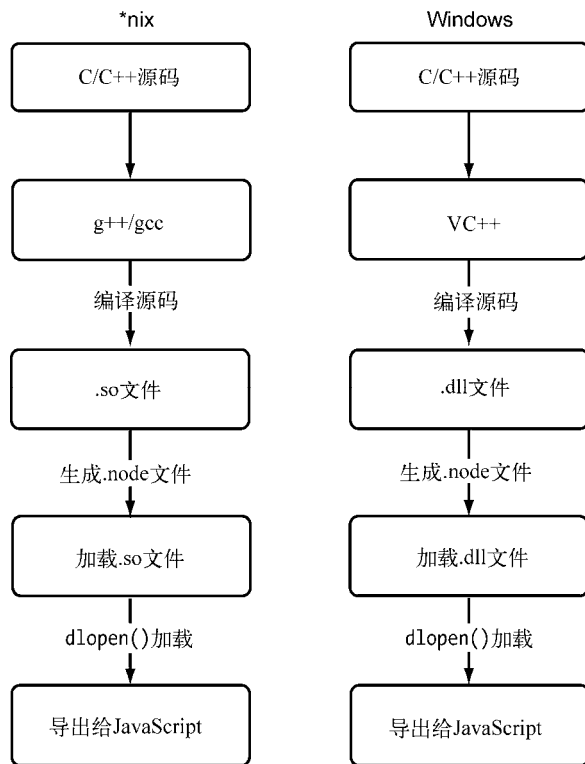 *nix
C/C++源码
g++/gcc
编译源码
.so文件
生成.node文件
加载.so文件
dlopen()加载
导出给JavaScript
Windows
C/C++源码
VC++
编译源码
.dll文件
生成.node文件
加载.dll文件
dlopen()加载
导出给JavaScript